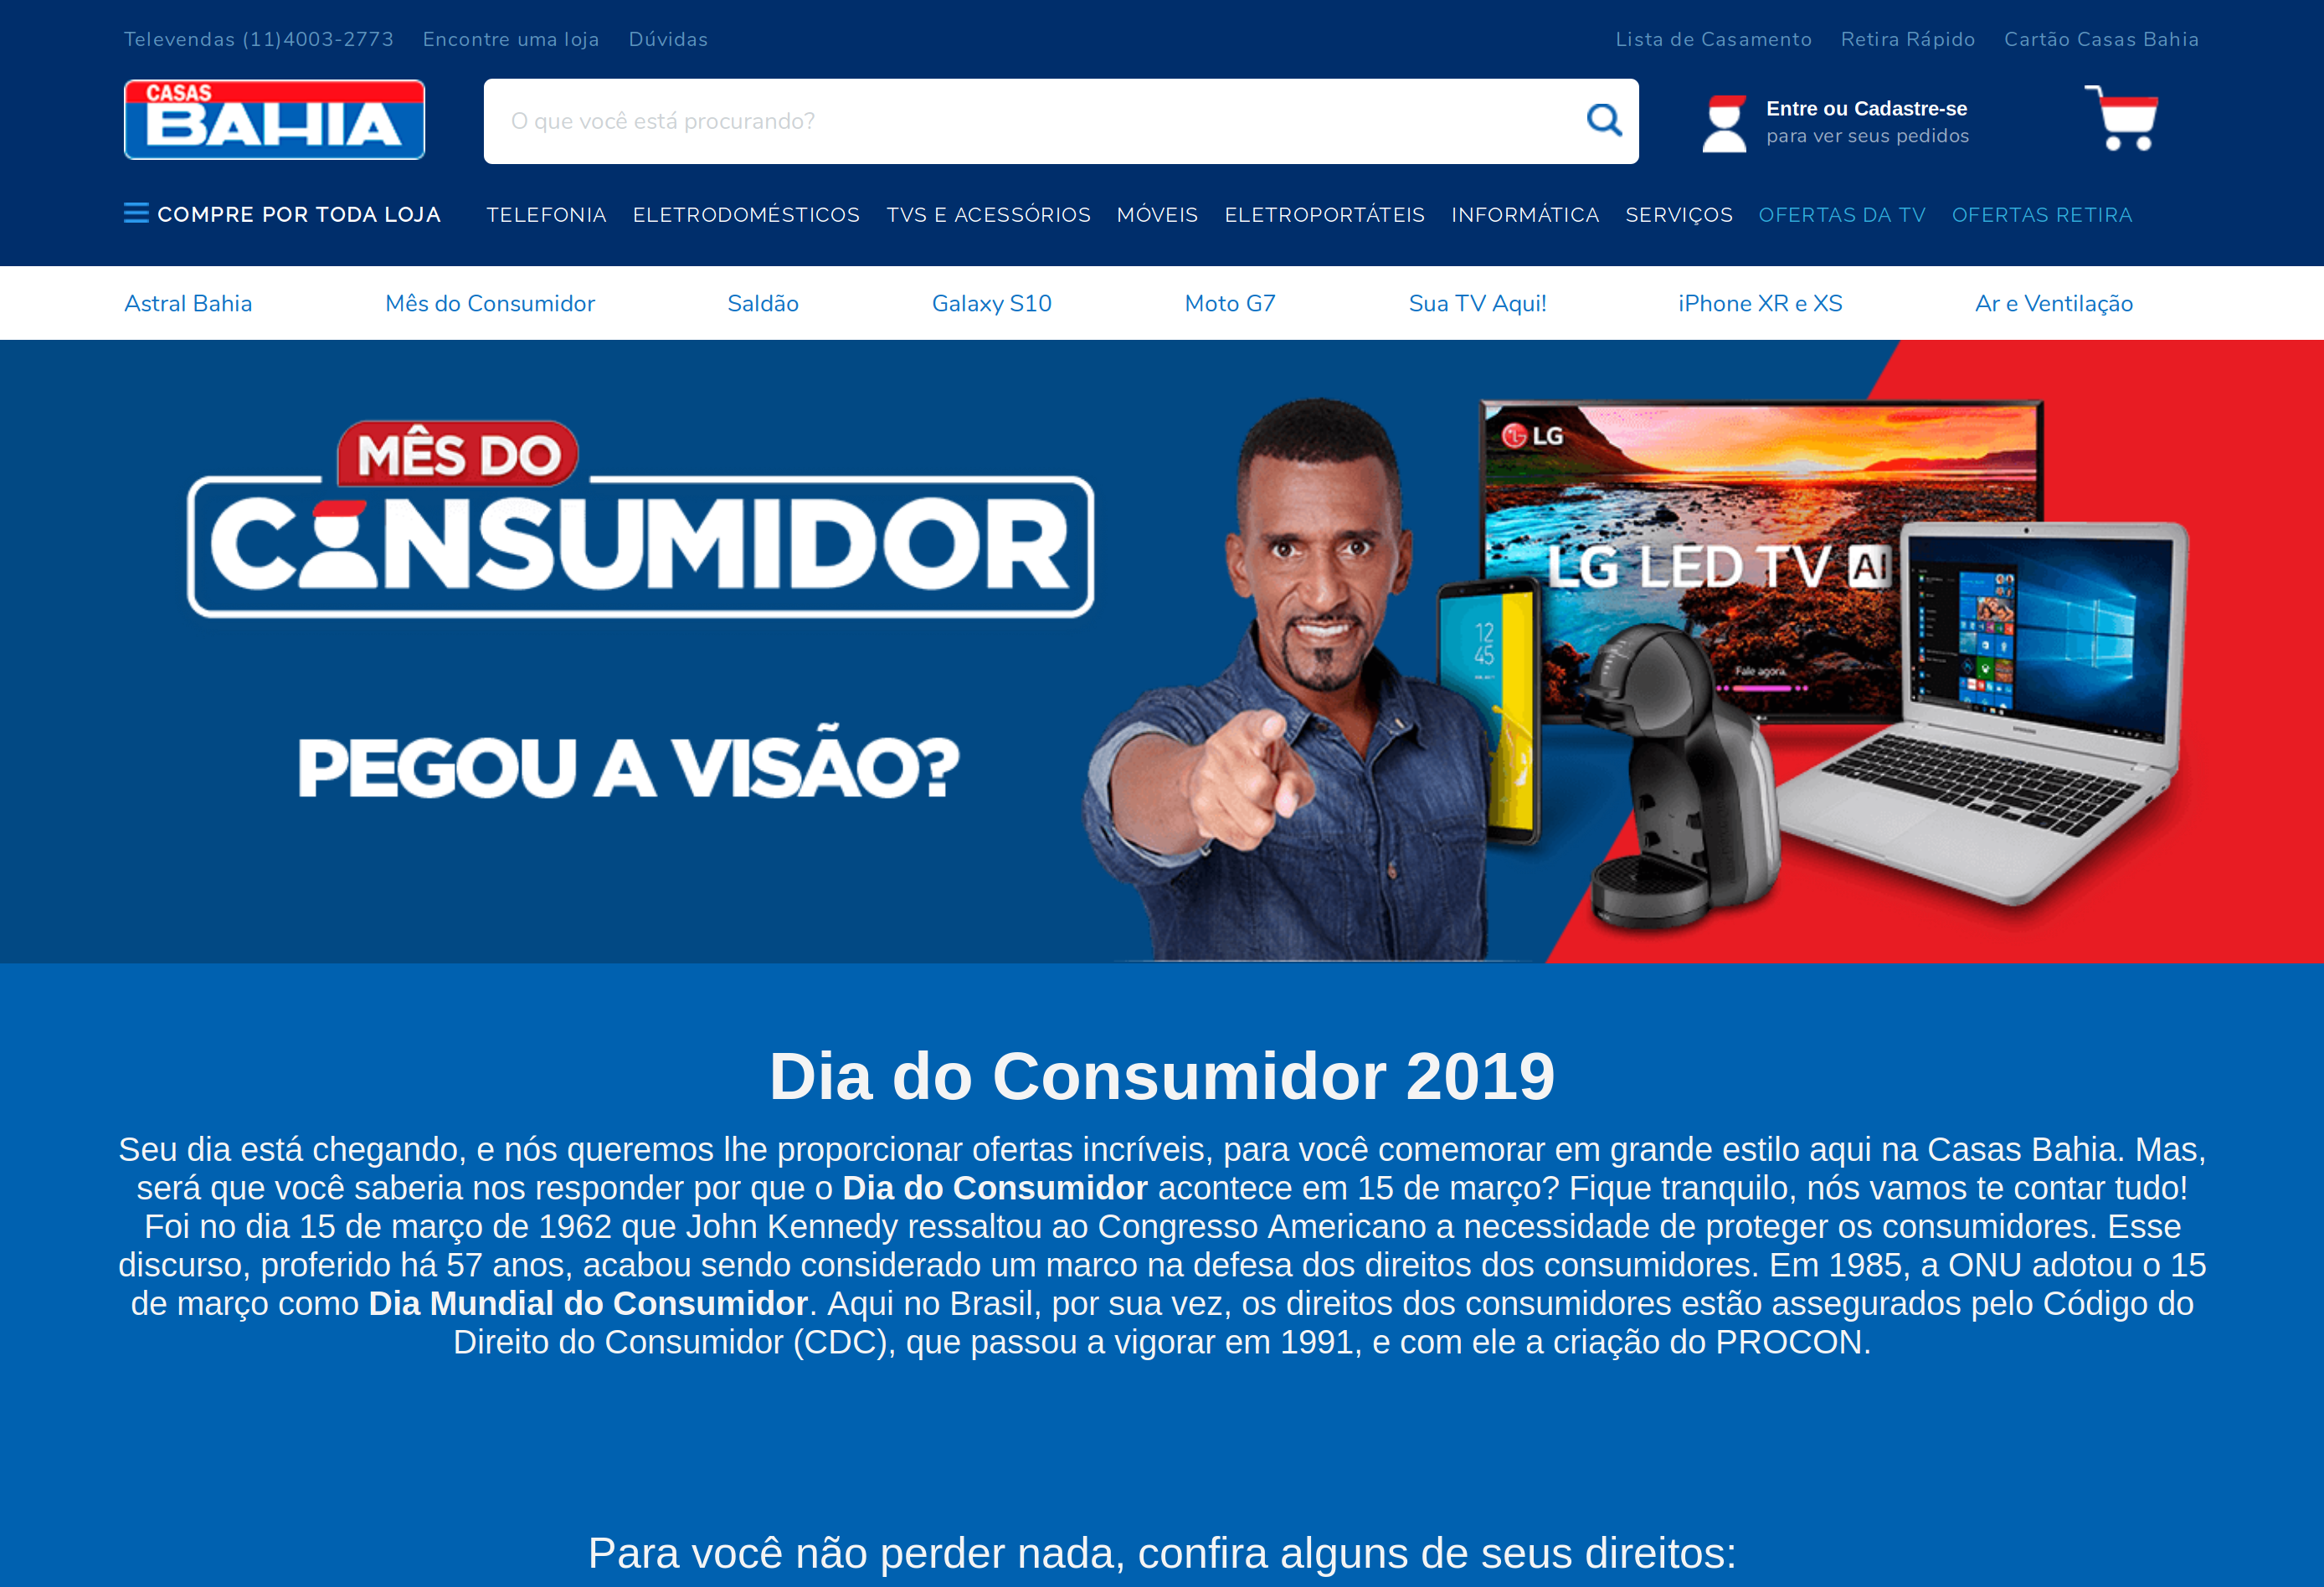 Televendas (11)4003-2773 Encontre uma loja Dúvidas Lista de Casamento Retira Rápido Cartão Casas Bahia
CASAS
BAHIA
O que você está procurando?
Entre ou Cadastre-se
para ver seus pedidos
COMPRE POR TODA LOJA TELEFONIA ELETRODOMÉSTICOS TVS E ACESSÓRIOS MÓVEIS ELETROPORTÁTEIS INFORMÁTICA SERVIÇOS OFERTAS DA TV OFERTAS RETIRA
Astral Bahia Mês do Consumidor Saldão Galaxy S10 Moto G7 Sua TV Aqui! iPhone XR e XS Ar e Ventilação
MÊS DO
CONSUMIDOR
PEGOU A VISÃO?
LG
LG LED TV AI
12
45
Fale agora.
Dia do Consumidor 2019
Seu dia está chegando, e nós queremos lhe proporcionar ofertas incríveis, para você comemorar em grande estilo aqui na Casas Bahia. Mas,
será que você saberia nos responder por que o Dia do Consumidor acontece em 15 de março? Fique tranquilo, nós vamos te contar tudo!
Foi no dia 15 de março de 1962 que John Kennedy ressaltou ao Congresso Americano a necessidade de proteger os consumidores. Esse
discurso, proferido há 57 anos, acabou sendo considerado um marco na defesa dos direitos dos consumidores. Em 1985, a ONU adotou o 15
de março como Dia Mundial do Consumidor. Aqui no Brasil, por sua vez, os direitos dos consumidores estão assegurados pelo Código do
Direito do Consumidor (CDC), que passou a vigorar em 1991, e com ele a criação do PROCON.
Para você não perder nada, confira alguns de seus direitos: